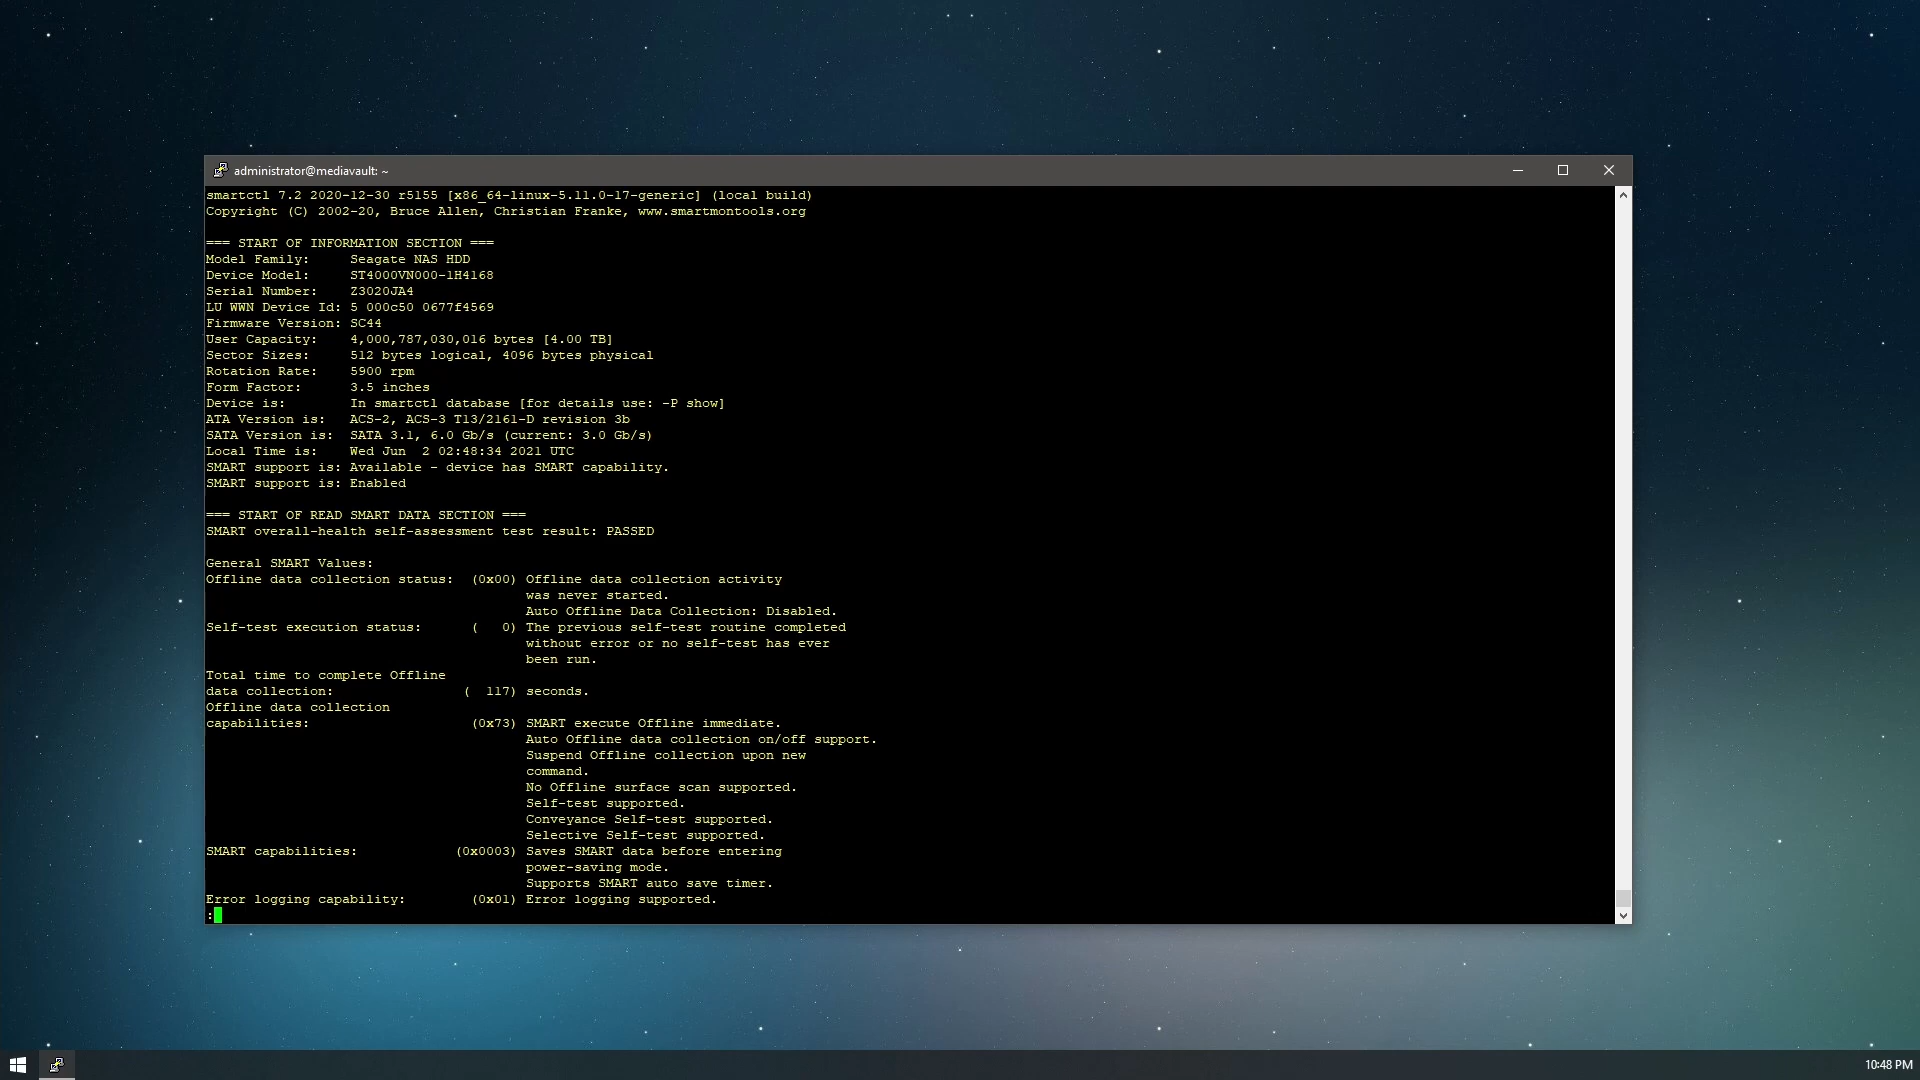 administrator@mediavault: ~
smartctl 7.2 2020-12-30 r5155 [x86_64-linux-5.11.0-17-generic] (local build)
Copyright (C) 2002-20, Bruce Allen, Christian Franke, www.smartmontools.org
=== START OF INFORMATION SECTION ===
Model Family:     Seagate NAS HDD
Device Model:     ST4000VN000-1H4168
Serial Number:    Z3020JA4
LU WWN Device Id: 5 000c50 0677f4569
Firmware Version: SC44
User Capacity:    4,000,787,030,016 bytes [4.00 TB]
Sector Sizes:     512 bytes logical, 4096 bytes physical
Rotation Rate:    5900 rpm
Form Factor:      3.5 inches
Device is:        In smartctl database [for details use: -P show]
ATA Version is:   ACS-2, ACS-3 T13/2161-D revision 3b
SATA Version is:  SATA 3.1, 6.0 Gb/s (current: 3.0 Gb/s)
Local Time is:    Wed Jun  2 02:48:34 2021 UTC
SMART support is: Available - device has SMART capability.
SMART support is: Enabled
=== START OF READ SMART DATA SECTION ===
SMART overall-health self-assessment test result: PASSED
General SMART Values:
Offline data collection status:  (0x00) Offline data collection activity
was never started.
Auto Offline Data Collection: Disabled.
Self-test execution status:      (   0) The previous self-test routine completed
without error or no self-test has ever
been run.
Total time to complete Offline
data collection:                (  117) seconds.
Offline data collection
capabilities:                    (0x73) SMART execute Offline immediate.
Auto Offline data collection on/off support.
Suspend Offline collection upon new
command.
No Offline surface scan supported.
Self-test supported.
Conveyance Self-test supported.
Selective Self-test supported.
SMART capabilities:            (0x0003) Saves SMART data before entering
power-saving mode.
Supports SMART auto save timer.
Error logging capability:        (0x01) Error logging supported.
:
10:48 PM